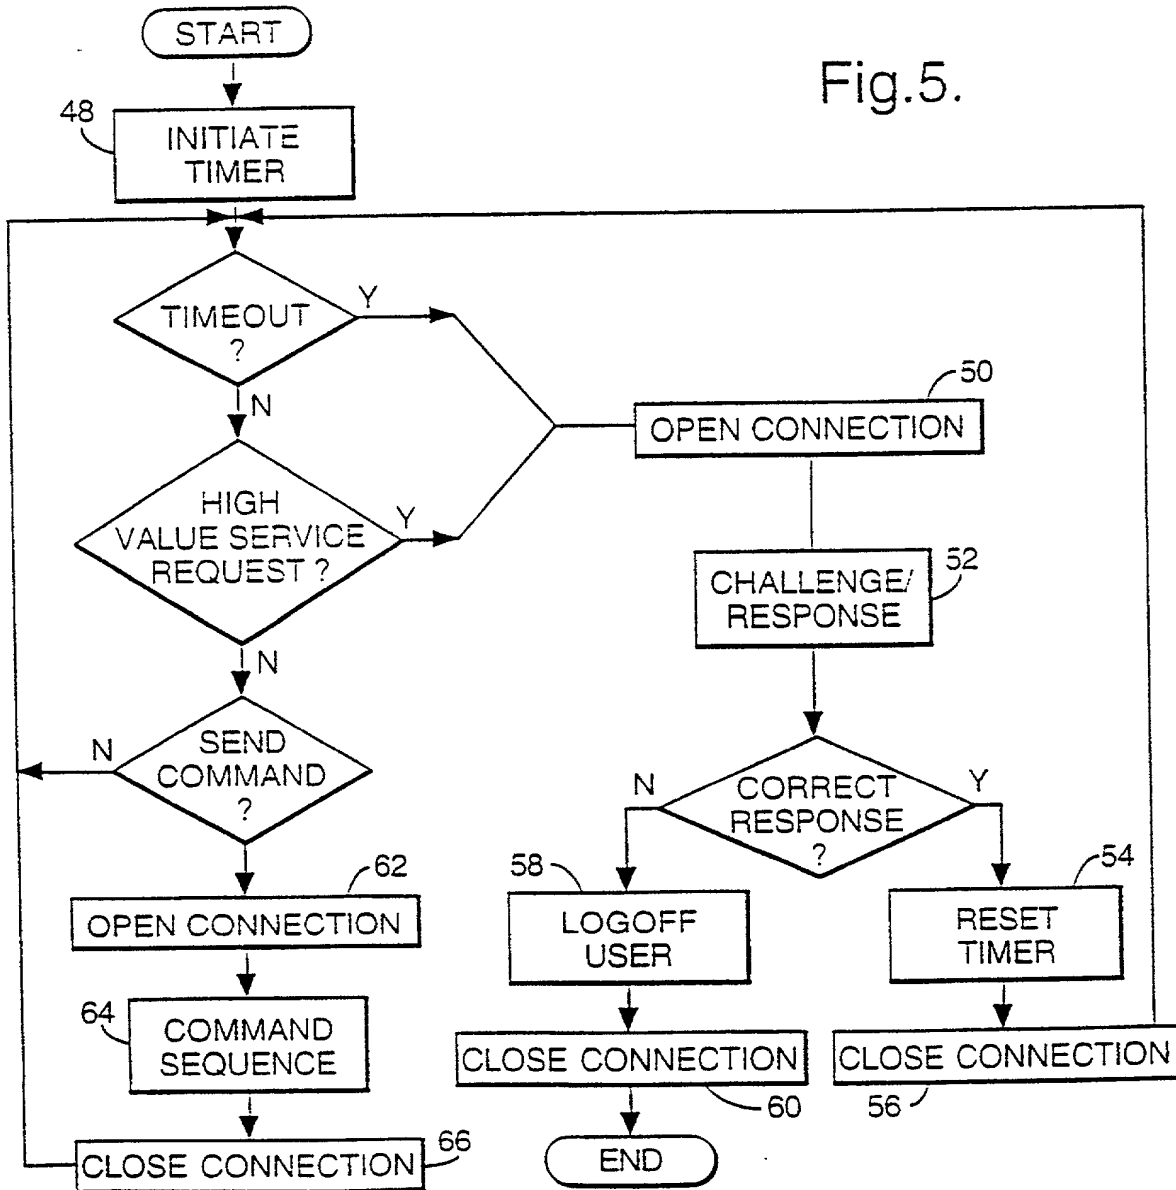 START
Fig.5.
48
INITIATE
TIMER
TIMEOUT
?
Y
N
50
OPEN CONNECTION
HIGH
VALUE SERVICE
REQUEST ?
Y
N
52
CHALLENGE/
RESPONSE
SEND
COMMAND
?
N
CORRECT
RESPONSE
?
N
Y
62
OPEN CONNECTION
58
LOGOFF
USER
54
RESET
TIMER
64
COMMAND
SEQUENCE
CLOSE CONNECTION
60
CLOSE CONNECTION
56
CLOSE CONNECTION
66
END